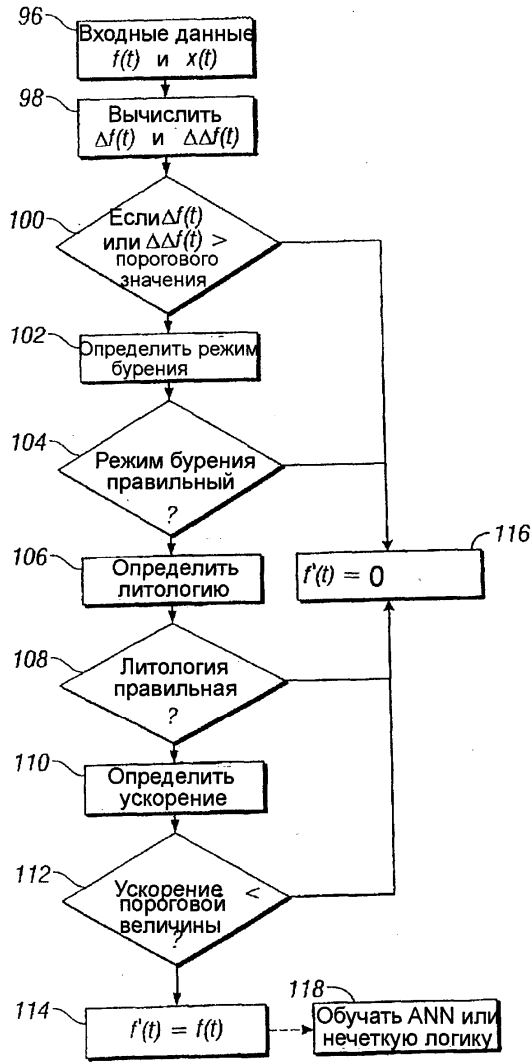 96
Входные данные
f(t) и x(t)
98
Вычислить
Δf(t) и ΔΔf(t)
100
Если Δf(t)
или ΔΔf(t) >
порогового
значения
102
Определить режим
бурения
104
Режим бурения
правильный
?
106
Определить
литологию
116
f'(t) = 0
108
Литология
правильная
?
110
Определить
ускорение
112
Ускорение <
пороговой
величины
?
114
f'(t) = f(t)
118
Обучать ANN или
нечеткую логику